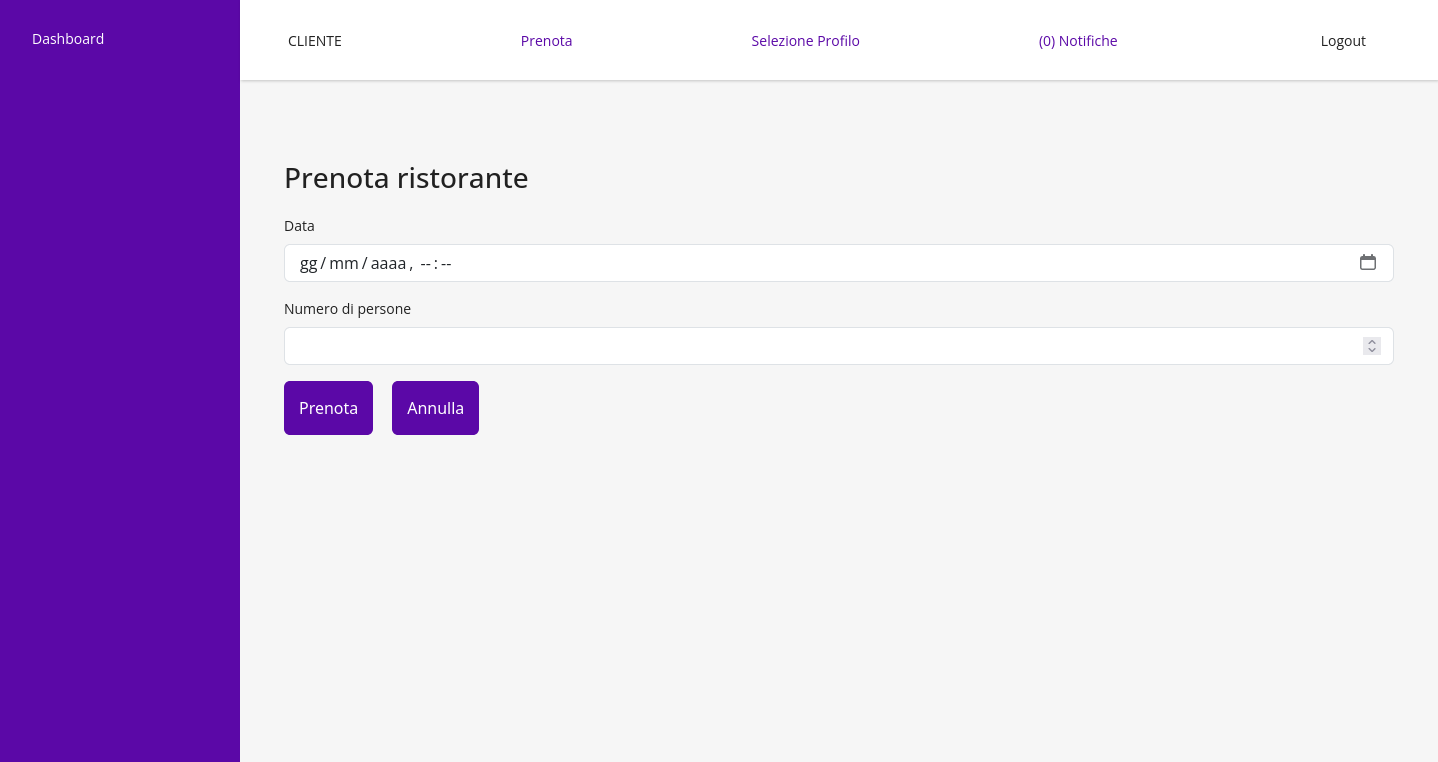 Dashboard
CLIENTE
Prenota
Selezione Profilo
(0) Notifiche
Logout
Prenota ristorante
Data
gg/mm/aaaa, --:--
Numero di persone
Prenota
Annulla